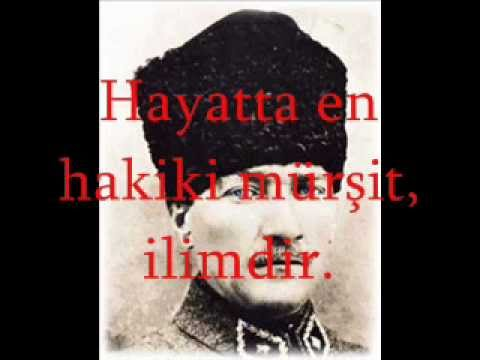 Hayatta en
hakiki mürşit,
ilimdir.